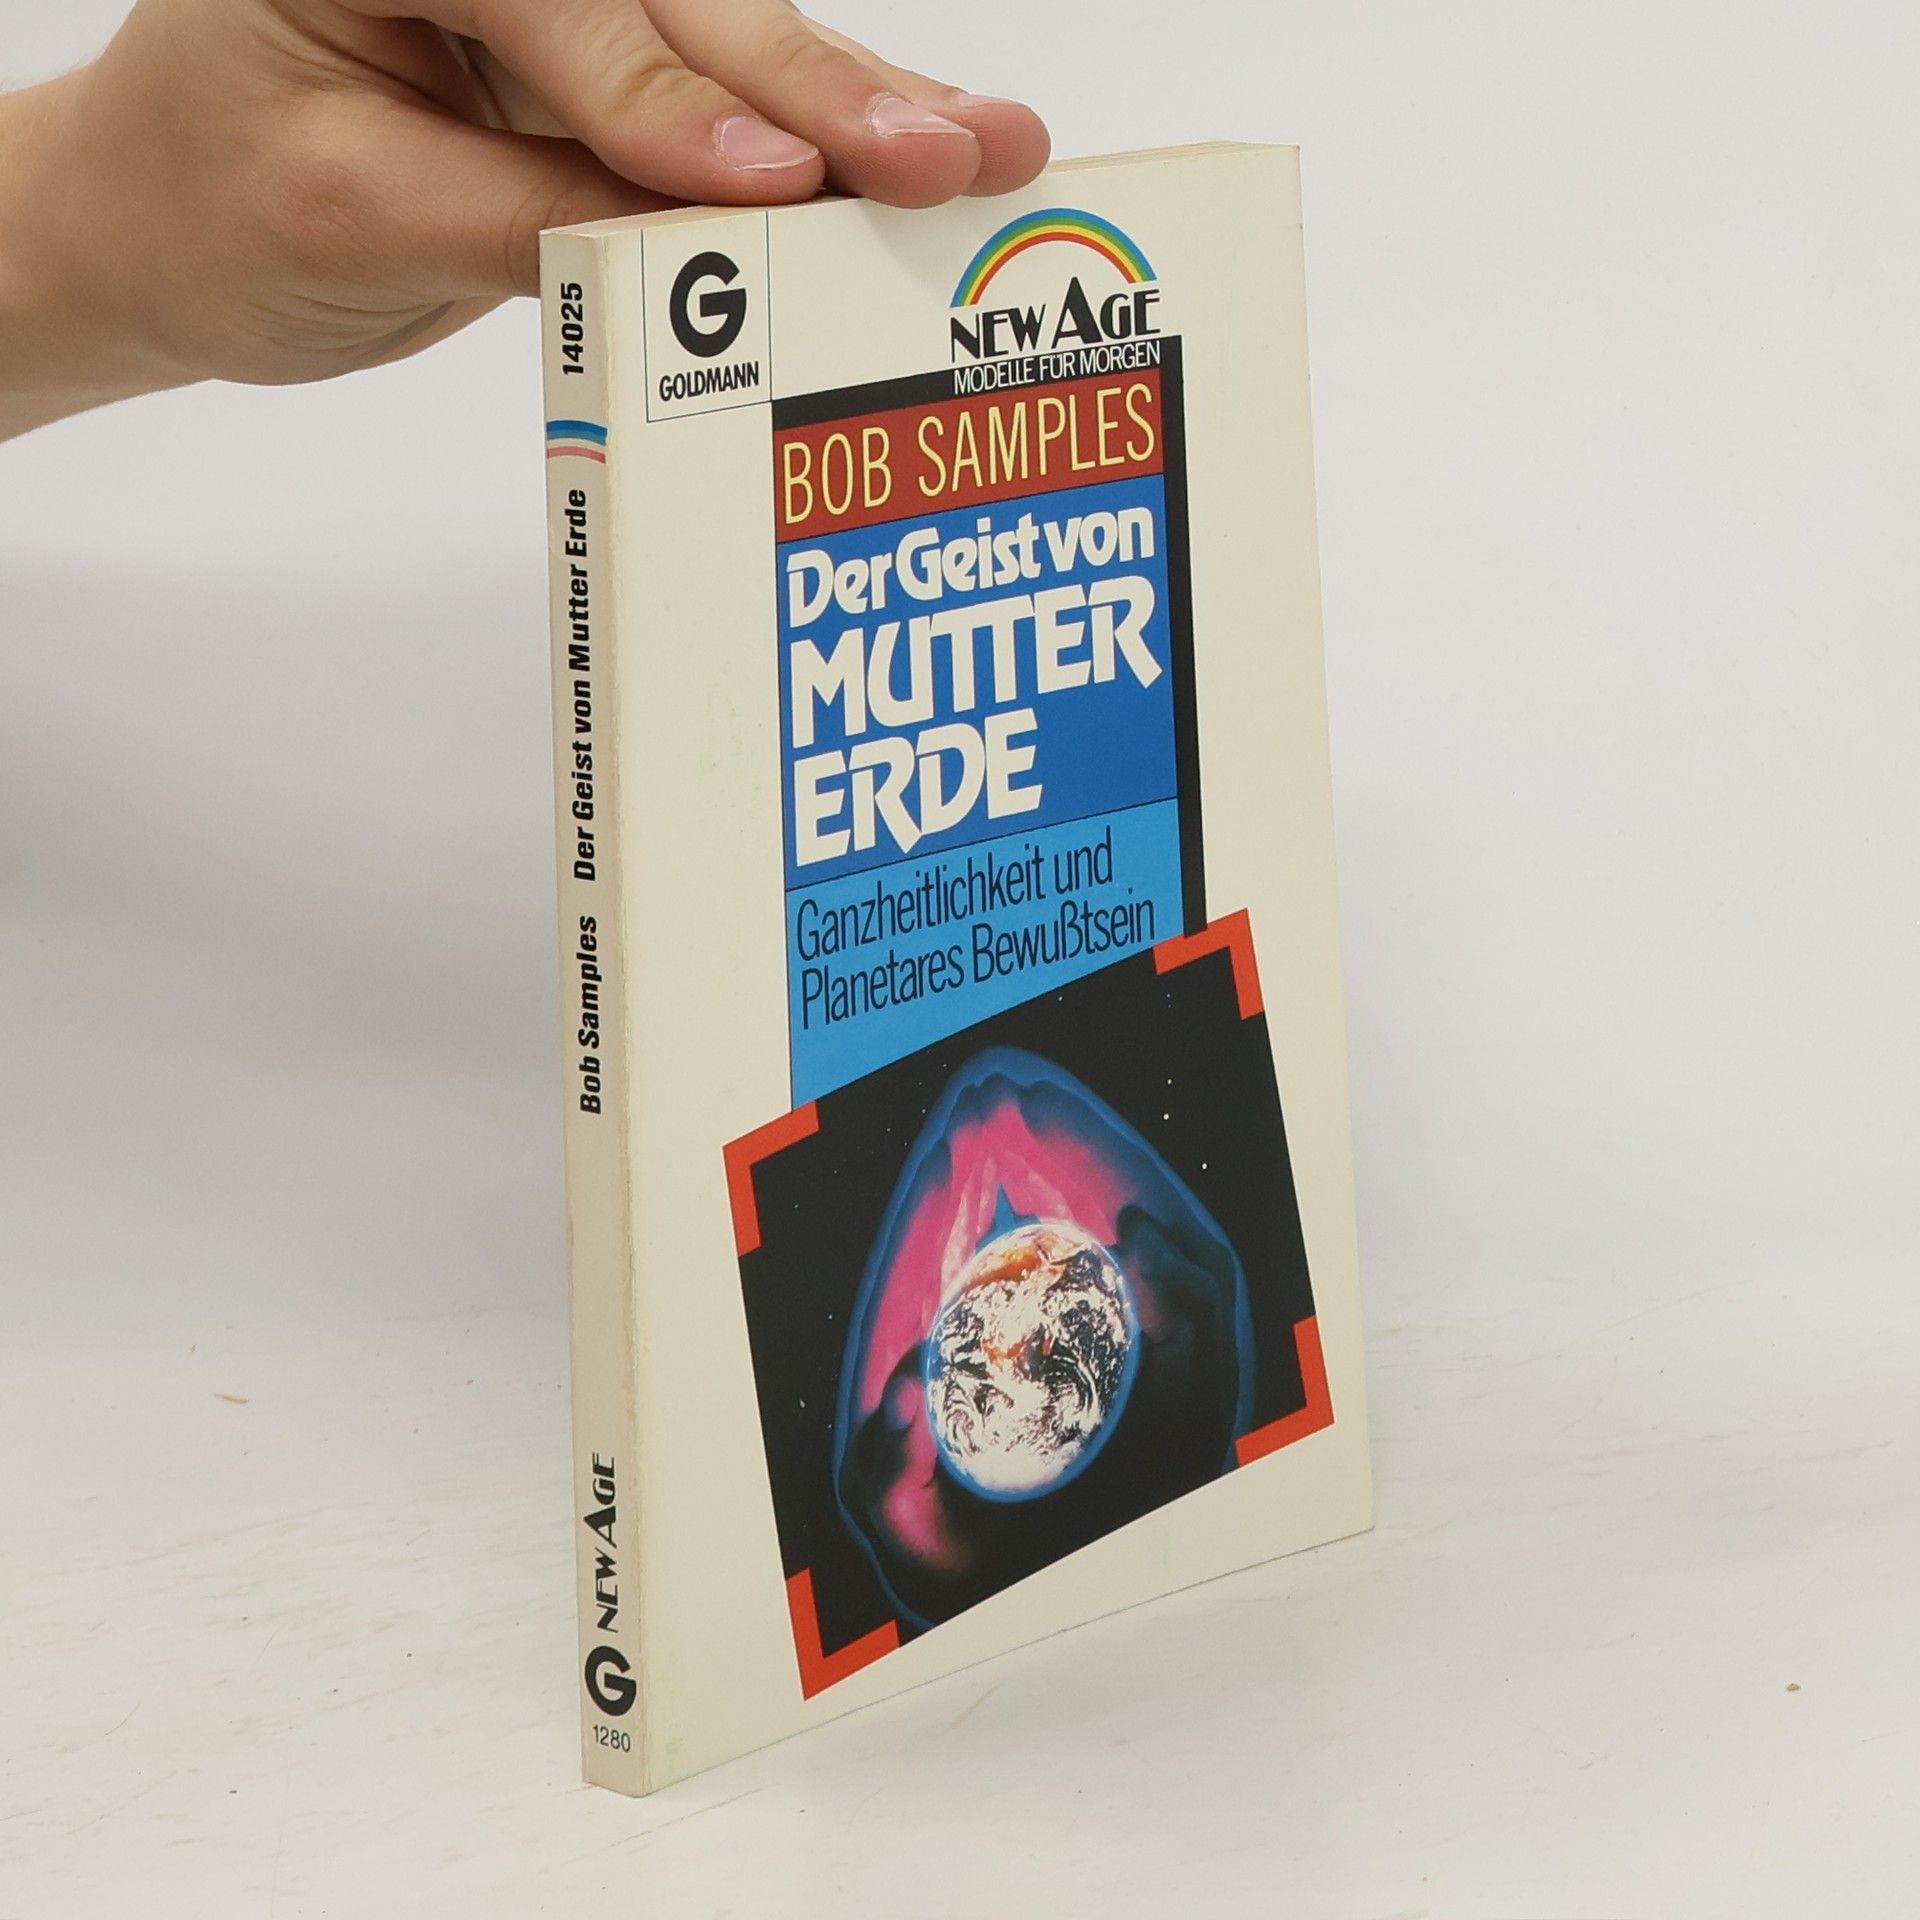 G
GOLDMANN
NEW AGE
MODELLE FÜR MORGEN
BOB SAMPLES
Der Geist von
MUTTER
ERDE
Ganzheitlichkeit und
Planetares Bewußtsein
14025
Bob Samples Der Geist von Mutter Erde
NEW AGE
G
1280